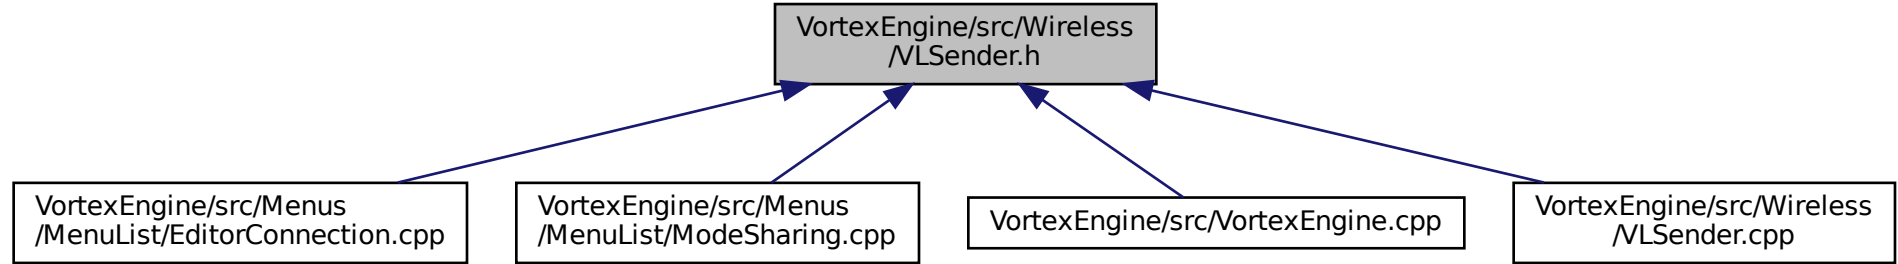 VortexEngine/src/Wireless
/VLSender.h
VortexEngine/src/Menus
/MenuList/EditorConnection.cpp
VortexEngine/src/Menus
/MenuList/ModeSharing.cpp
VortexEngine/src/VortexEngine.cpp
VortexEngine/src/Wireless
/VLSender.cpp